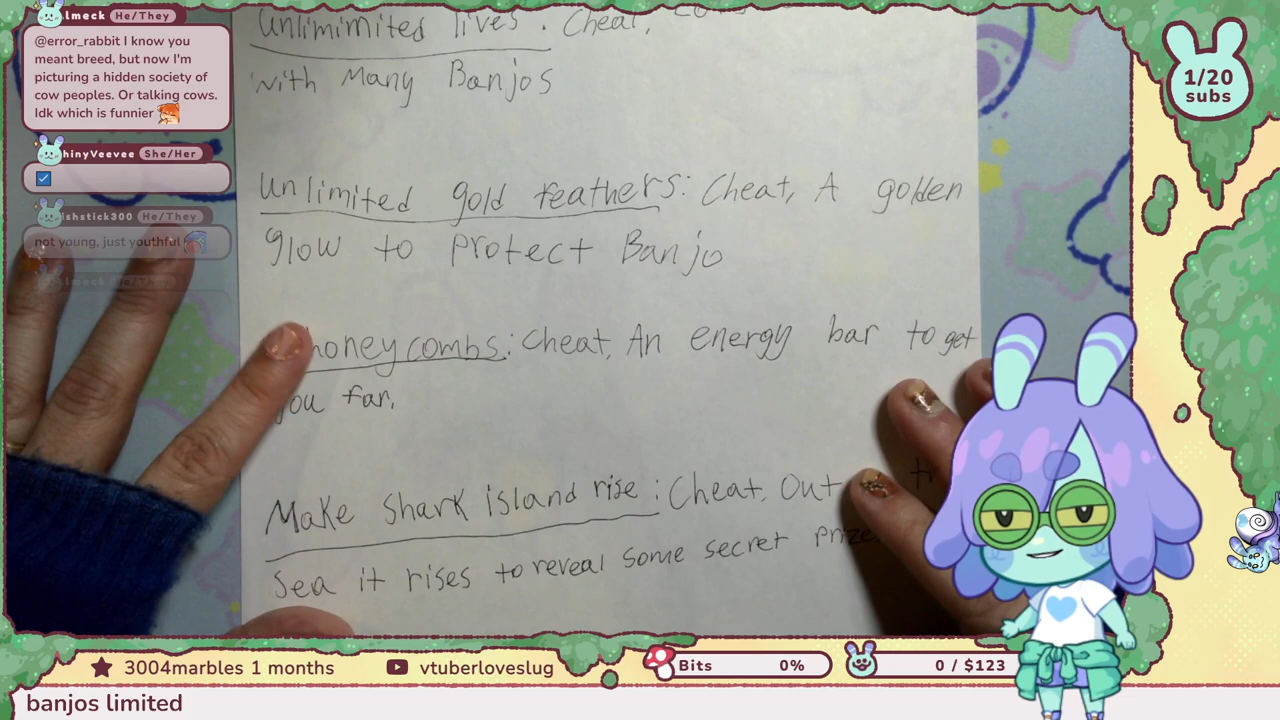 lmeck He/They
@error_rabbit I know you
meant breed, but now I'm
picturing a hidden society of
cow peoples. Or talking cows.
Idk which is funnier
hinyVeevee She/Her
lshstick300 He/They
not young, just youthful
lmeck
1/20
subs
unlimimited lives. Cheat,
with Many Banjos
Unlimited gold feathers: Cheat, A golden
glow to protect Banjo
honeycombs: Cheat, An energy bar to get
you far.
Make Shark island rise: Cheat. Out
Sea it rises to reveal some secret prize
3004marbles 1 months
vtuberloveslug
Bits 0%
0 / $123
banjos limited